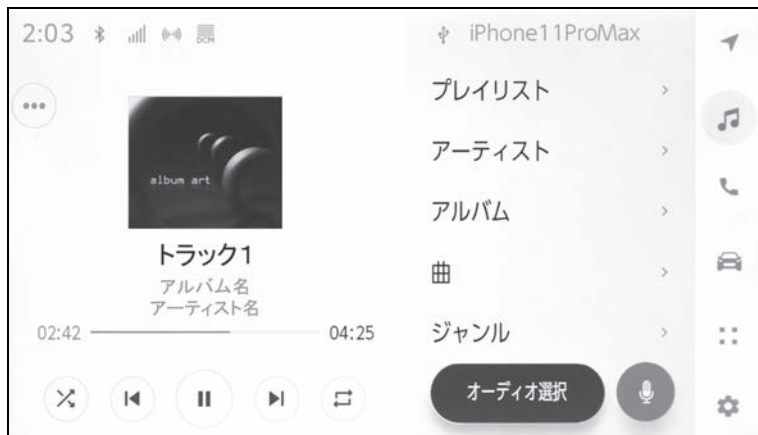 2:03
DCM
album art
トラック1
アルバム名
アーティスト名
02:42
04:25
iPhone11ProMax
プレイリスト
アーティスト
アルバム
曲
ジャンル
オーディオ選択